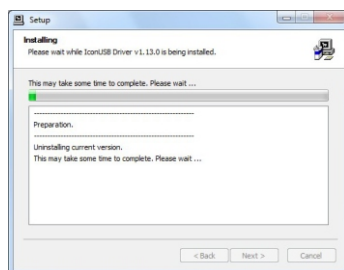 Setup
Installing
Please wait while IconUSB Driver v1.13.0 is being installed.
This may take some time to complete. Please wait ...
------------------------------------------------------------
Preparation.
------------------------------------------------------------
Uninstalling current version.
This may take some time to complete. Please wait ...
< Back
Next >
Cancel